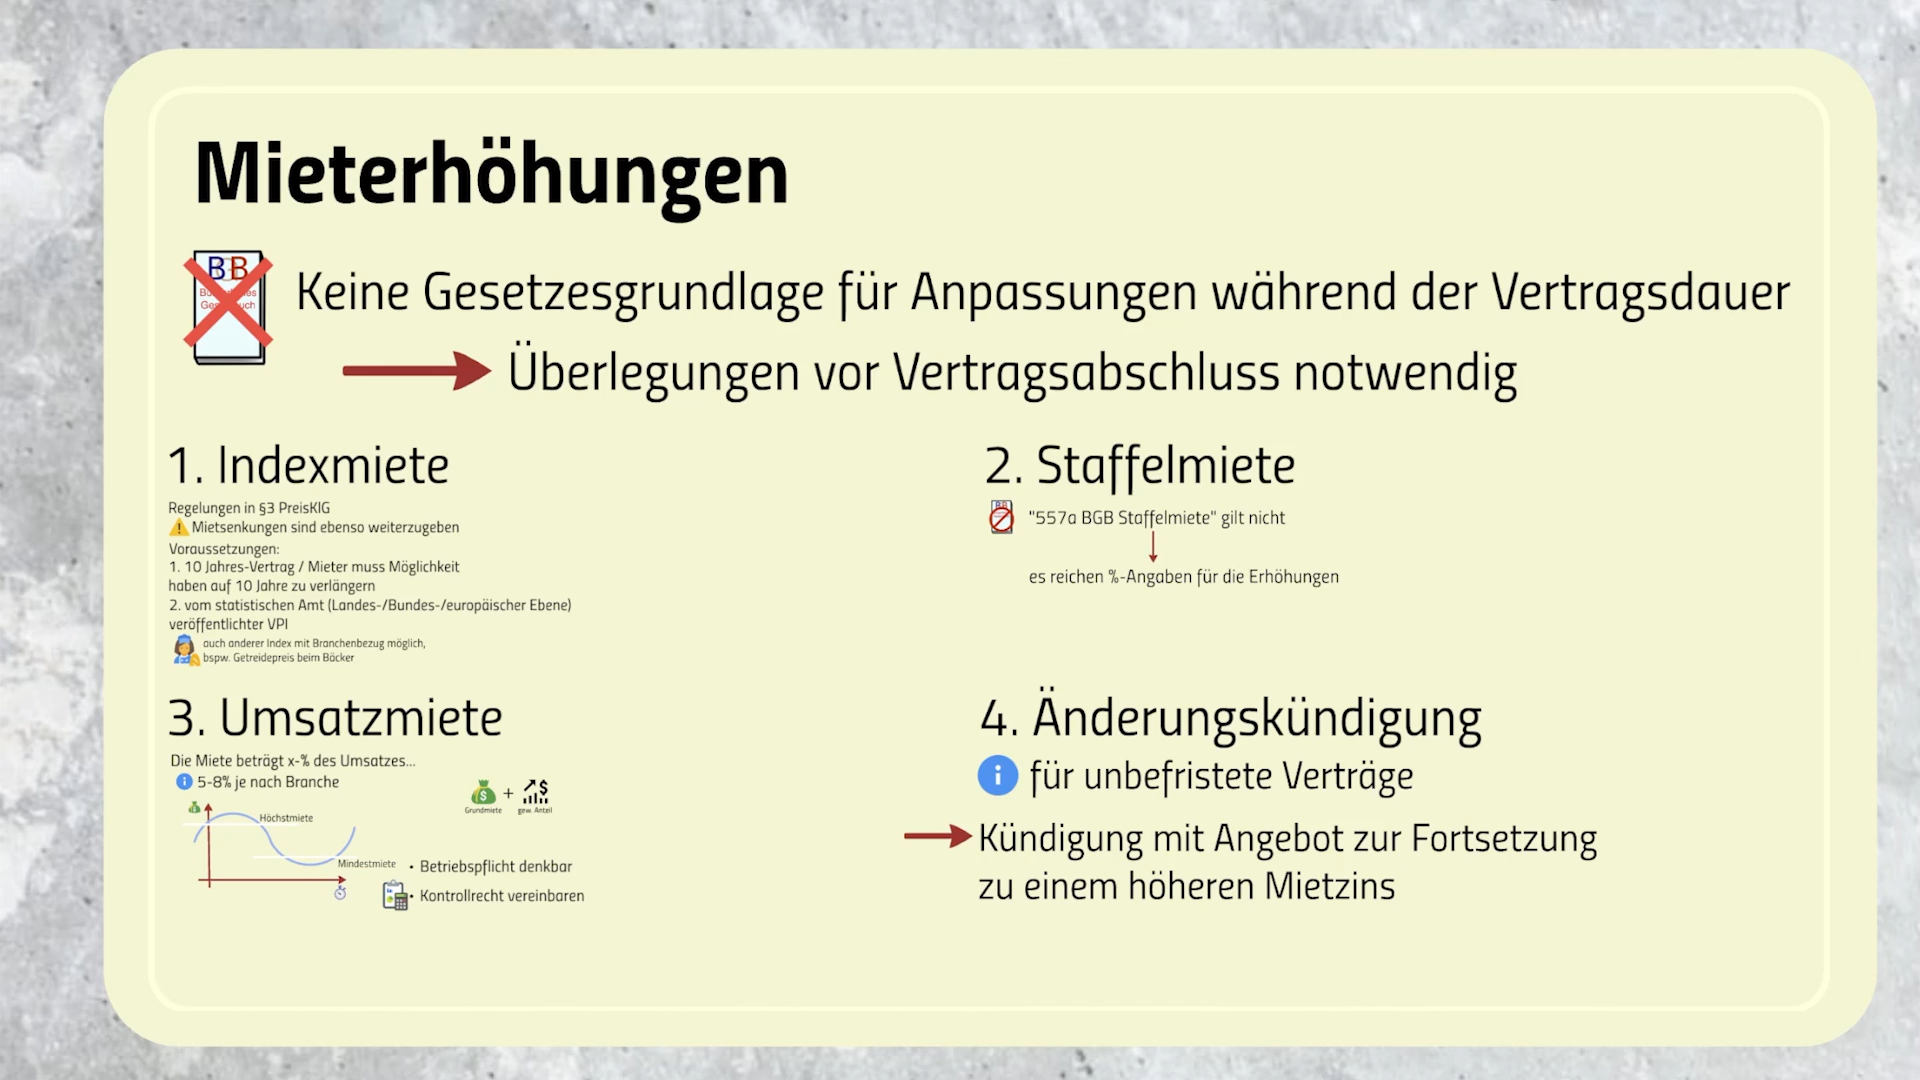 Mieterhöhungen
Keine Gesetzesgrundlage für Anpassungen während der Vertragsdauer
Überlegungen vor Vertragsabschluss notwendig
1. Indexmiete
Regelungen in §3 PreisKlG
Mietsenkungen sind ebenso weiterzugeben
Voraussetzungen:
1. 10 Jahres-Vertrag / Mieter muss Möglichkeit
haben auf 10 Jahre zu verlängern
2. vom statistischen Amt (Landes-/Bundes-/europäischer Ebene)
veröffentlichter VPI
auch anderer Index mit Branchenbezug möglich,
bspw. Getreidepreis beim Bäcker
2. Staffelmiete
"557a BGB Staffelmiete" gilt nicht
es reichen %-Angaben für die Erhöhungen
3. Umsatzmiete
Die Miete beträgt x-% des Umsatzes...
5-8% je nach Branche
Grundmiete + gew. Anteil
Höchstmiete
Mindestmiete
• Betriebspflicht denkbar
• Kontrollrecht vereinbaren
4. Änderungskündigung
für unbefristete Verträge
Kündigung mit Angebot zur Fortsetzung
zu einem höheren Mietzins